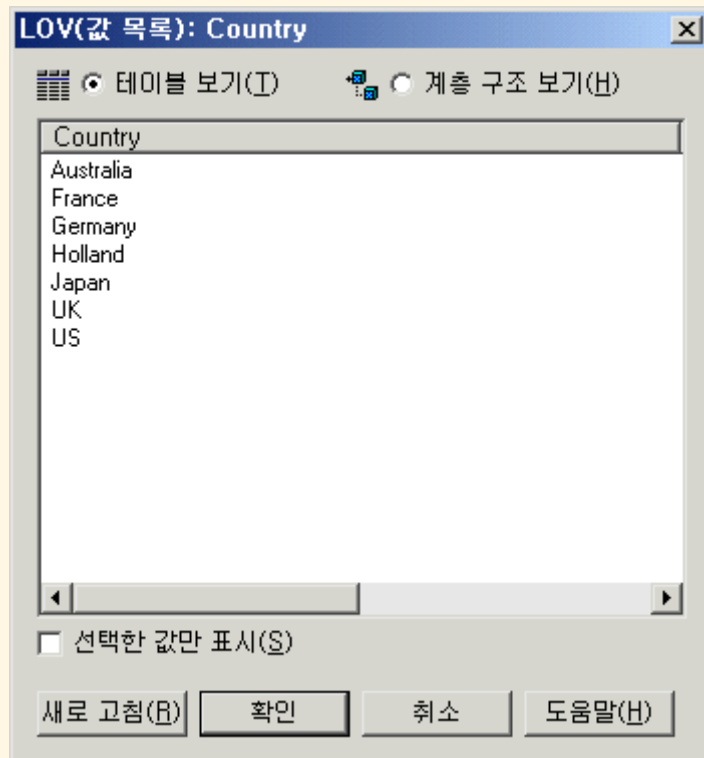 LOV(값 목록): Country
테이블 보기(T) 계층 구조 보기(H)
Country
Australia
France
Germany
Holland
Japan
UK
US
선택한 값만 표시(S)
새로 고침(R) 확인 취소 도움말(H)